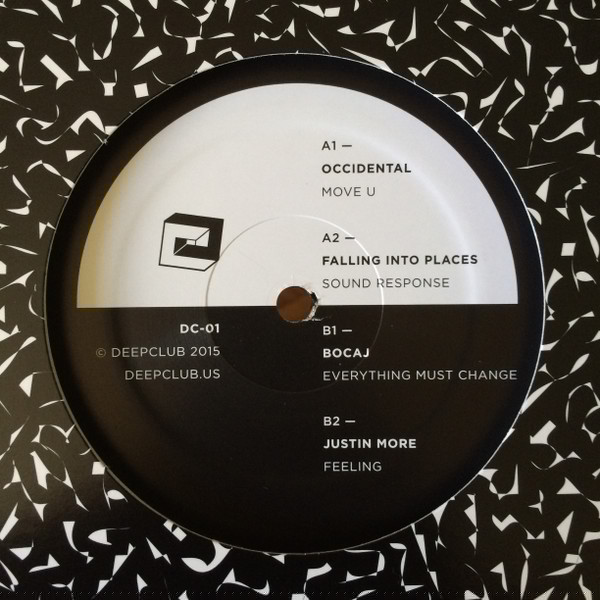 A1 —
OCCIDENTAL
MOVE U
A2 —
FALLING INTO PLACES
SOUND RESPONSE
DC-01
© DEEPCLUB 2015
DEEPCLUB.US
B1 —
BOCAJ
EVERYTHING MUST CHANGE
B2 —
JUSTIN MORE
FEELING